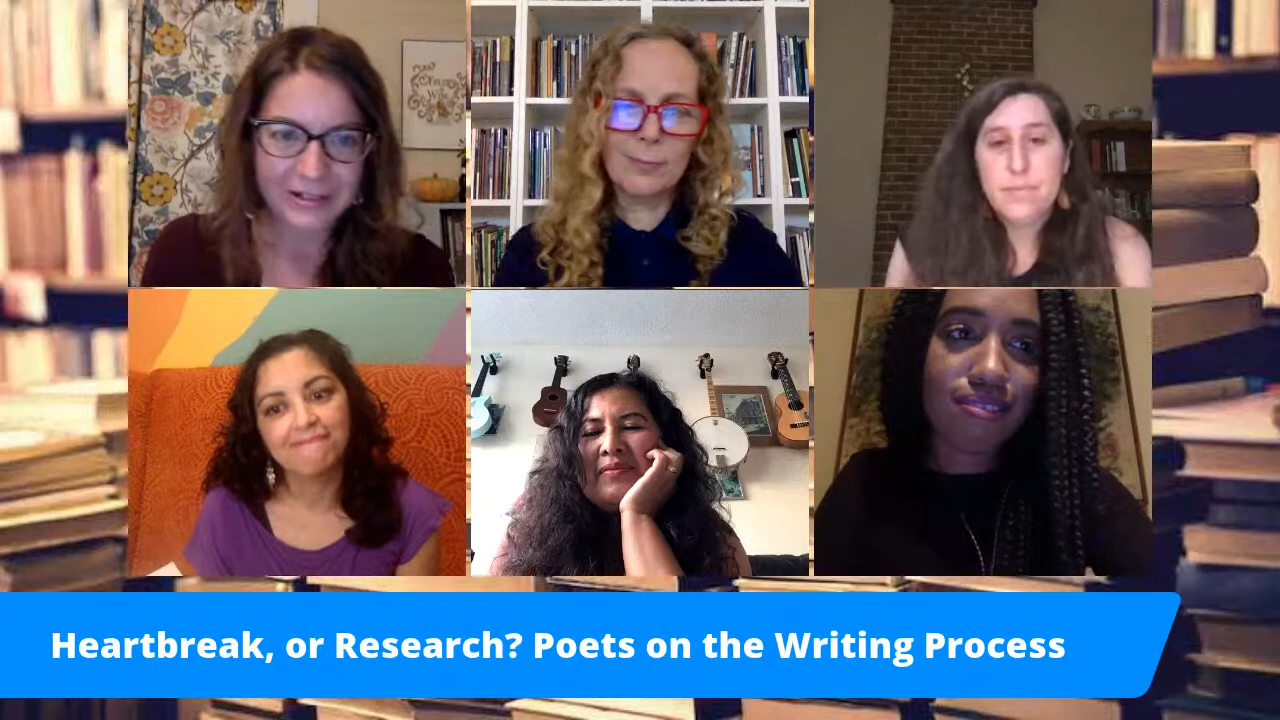 Heartbreak, or Research? Poets on the Writing Process